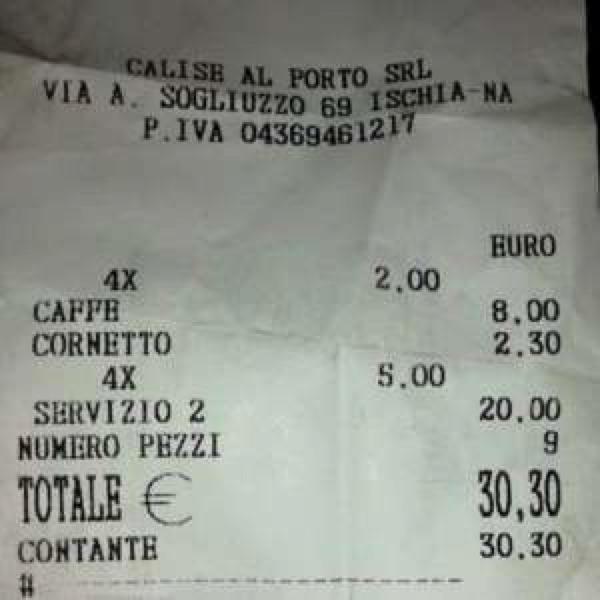 CALISE AL PORTO SRL
VIA A. SOGLIUZZO 69 ISCHIA-NA
P.IVA 04369461217
EURO
4X 2.00
CAFFE 8.00
CORNETTO 2.30
4X 5.00
SERVIZIO 2 20.00
NUMERO PEZZI 9
TOTALE € 30,30
CONTANTE 30.30
# --------------------------------